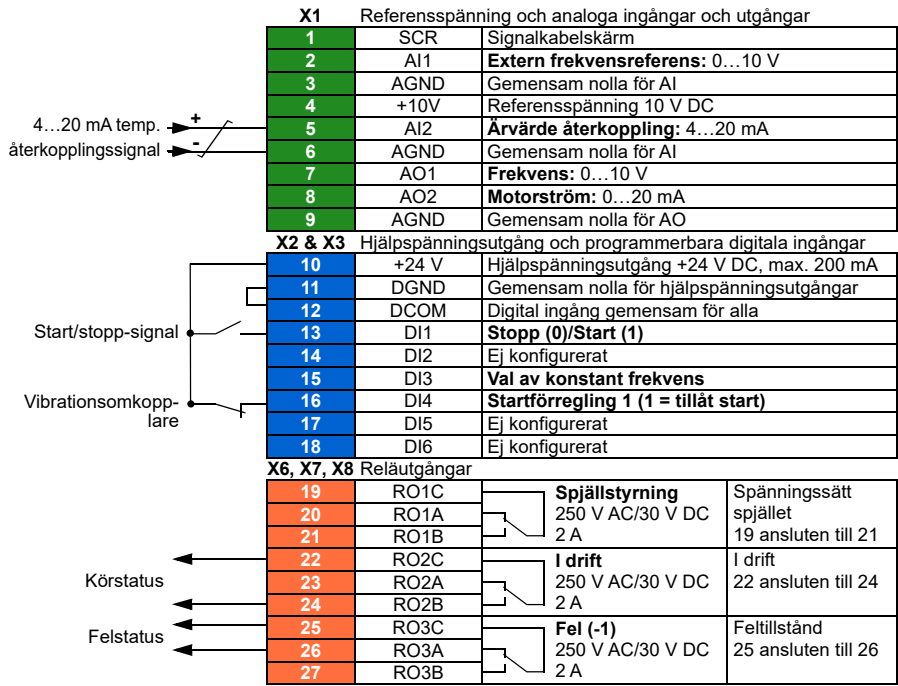 X1 Referensspänning och analoga ingångar och utgångar
1 SCR Signalkabelskärm
2 AI1 Extern frekvensreferens: 0…10 V
3 AGND Gemensam nolla för AI
4 +10V Referensspänning 10 V DC
4…20 mA temp. + 5 AI2 Ärvärde återkoppling: 4…20 mA
återkopplingssignal - 6 AGND Gemensam nolla för AI
7 AO1 Frekvens: 0…10 V
8 AO2 Motorström: 0…20 mA
9 AGND Gemensam nolla för AO
X2 & X3 Hjälpspänningsutgång och programmerbara digitala ingångar
10 +24 V Hjälpspänningsutgång +24 V DC, max. 200 mA
11 DGND Gemensam nolla för hjälpspänningsutgångar
12 DCOM Digital ingång gemensam för alla
Start/stopp-signal 13 DI1 Stopp (0)/Start (1)
14 DI2 Ej konfigurerat
15 DI3 Val av konstant frekvens
Vibrationsomkopp- 16 DI4 Startförregling 1 (1 = tillåt start)
lare 17 DI5 Ej konfigurerat
18 DI6 Ej konfigurerat
X6, X7, X8 Reläutgångar
19 RO1C Spjällstyrning Spänningssätt
20 RO1A 250 V AC/30 V DC spjället
21 RO1B 2 A 19 ansluten till 21
22 RO2C I drift I drift
Körstatus 23 RO2A 250 V AC/30 V DC 22 ansluten till 24
24 RO2B 2 A
25 RO3C Fel (-1) Feltillstånd
Felstatus 26 RO3A 250 V AC/30 V DC 25 ansluten till 26
27 RO3B 2 A